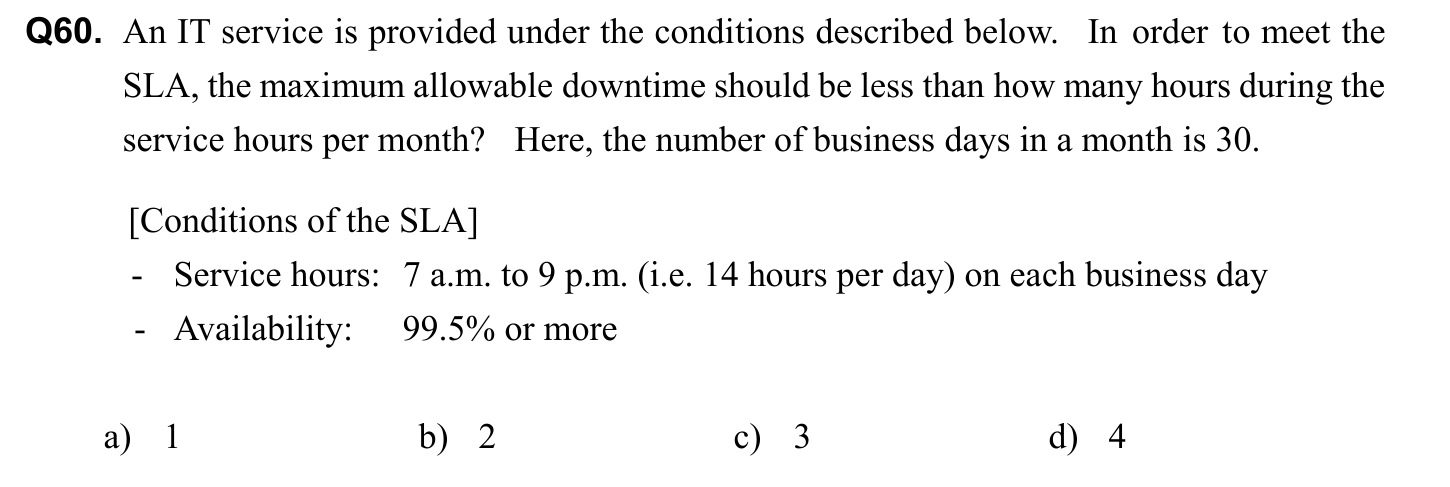 Q60. An IT service is provided under the conditions described below. In order to meet the
SLA, the maximum allowable downtime should be less than how many hours during the
service hours per month? Here, the number of business days in a month is 30.
[Conditions of the SLA]
- Service hours: 7 a.m. to 9 p.m. (i.e. 14 hours per day) on each business day
- Availability: 99.5% or more
a) 1 b) 2 c) 3 d) 4